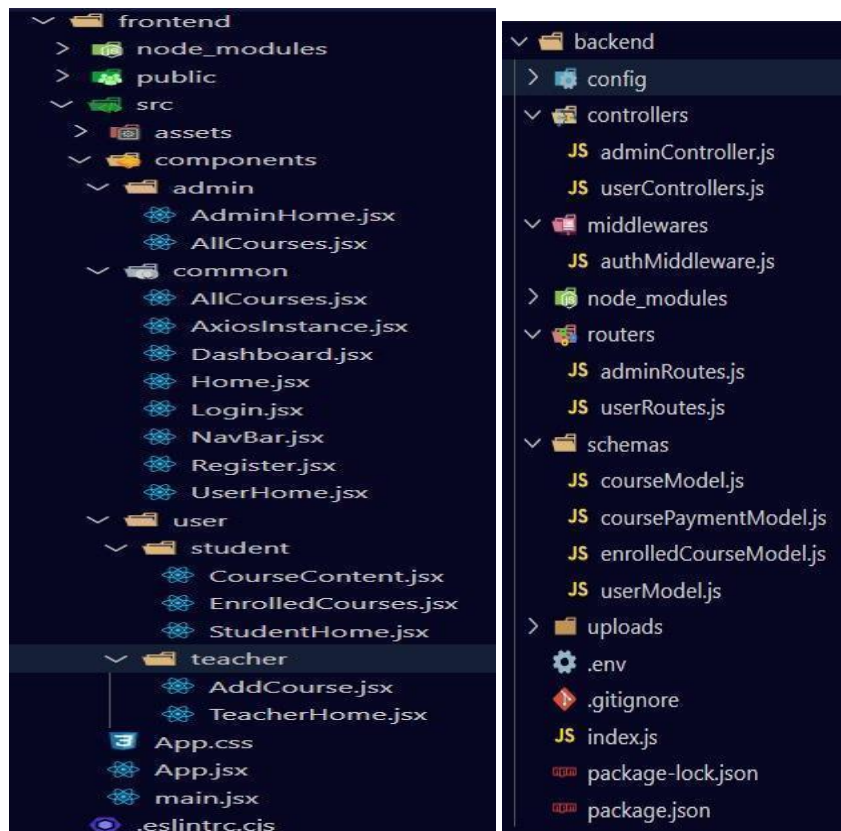 frontend
node_modules
public
src
assets
components
admin
AdminHome.jsx
AllCourses.jsx
common
AllCourses.jsx
AxiosInstance.jsx
Dashboard.jsx
Home.jsx
Login.jsx
NavBar.jsx
Register.jsx
UserHome.jsx
user
student
CourseContent.jsx
EnrolledCourses.jsx
StudentHome.jsx
teacher
AddCourse.jsx
TeacherHome.jsx
App.css
App.jsx
main.jsx
.eslintrc.cjs
backend
config
controllers
JS adminController.js
JS userControllers.js
middlewares
JS authMiddleware.js
node_modules
routers
JS adminRoutes.js
JS userRoutes.js
schemas
JS courseModel.js
JS coursePaymentModel.js
JS enrolledCourseModel.js
JS userModel.js
uploads
.env
.gitignore
JS index.js
package-lock.json
package.json